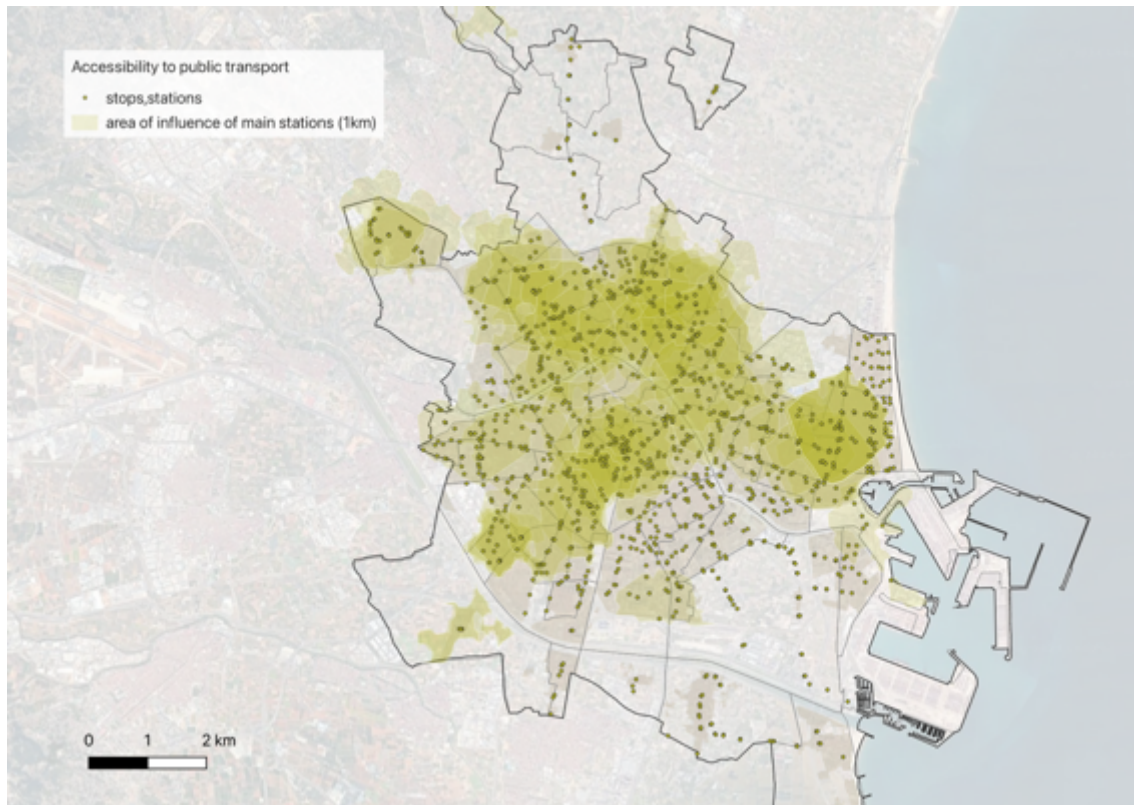 Accessibility to public transport
stops,stations
area of influence of main stations (1km)
0 1 2 km